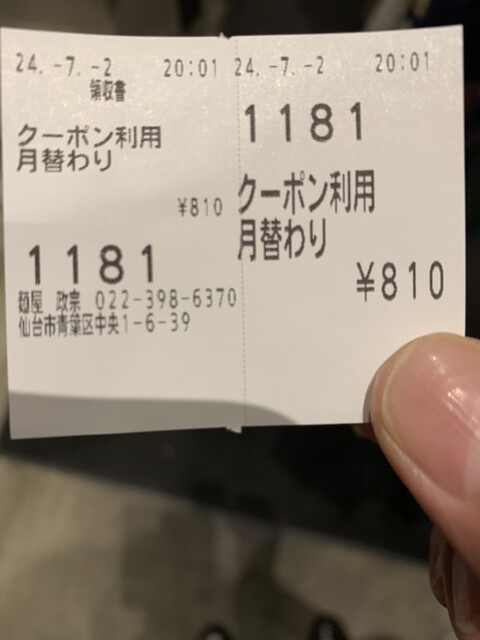 24.-7.-2 20:01
領収書
クーポン利用
月替わり
¥810
1181
麺屋 政宗 022-398-6370
仙台市青葉区中央1-6-39
24.-7.-2 20:01
1181
クーポン利用
月替わり
¥810